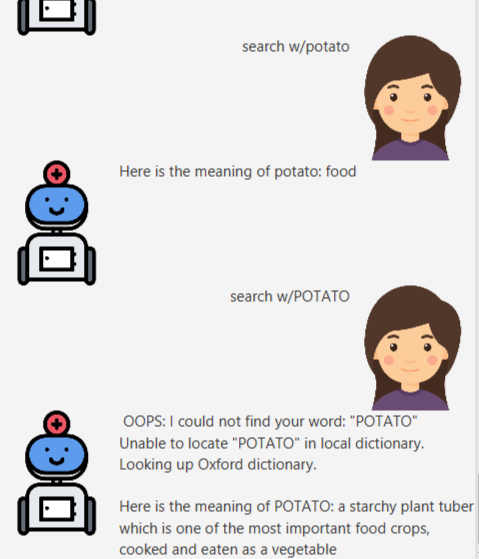 search w/potato
Here is the meaning of potato: food
search w/POTATO
OOPS: I could not find your word: "POTATO"
Unable to locate "POTATO" in local dictionary.
Looking up Oxford dictionary.
Here is the meaning of POTATO: a starchy plant tuber
which is one of the most important food crops,
cooked and eaten as a vegetable